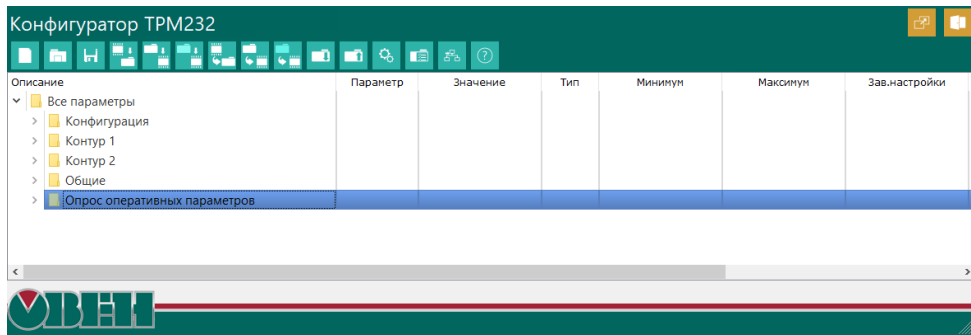 Конфигуратор ТРМ232
Описание Параметр Значение Тип Минимум Максимум Зав.настройки
Все параметры
Конфигурация
Контур 1
Контур 2
Общие
Опрос оперативных параметров
ОВЕН